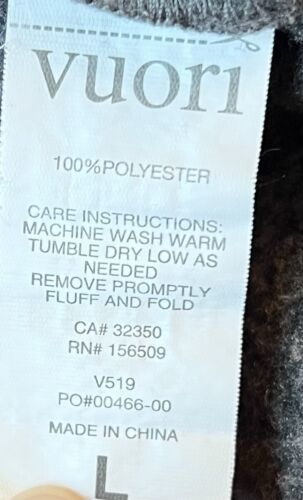 vuori
100%POLYESTER
CARE INSTRUCTIONS:
MACHINE WASH WARM
TUMBLE DRY LOW AS
NEEDED
REMOVE PROMPTLY
FLUFF AND FOLD
CA# 32350
RN# 156509
V519
PO#00466-00
MADE IN CHINA
L